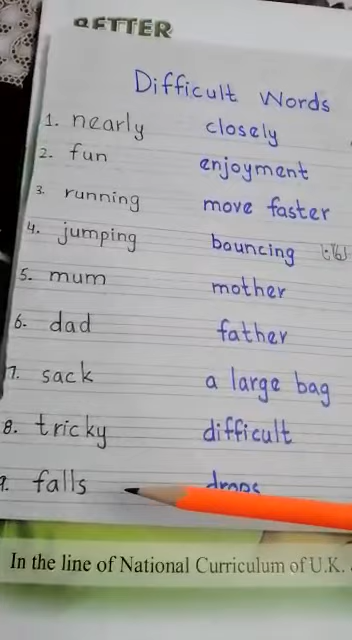 BETTER
Difficult Words
1. nearly closely
2. fun enjoyment
3. running move faster
4. jumping bouncing
5. mum mother
6. dad father
7. sack a large bag
8. tricky difficult
9. falls drops
In the line of National Curriculum of U.K.